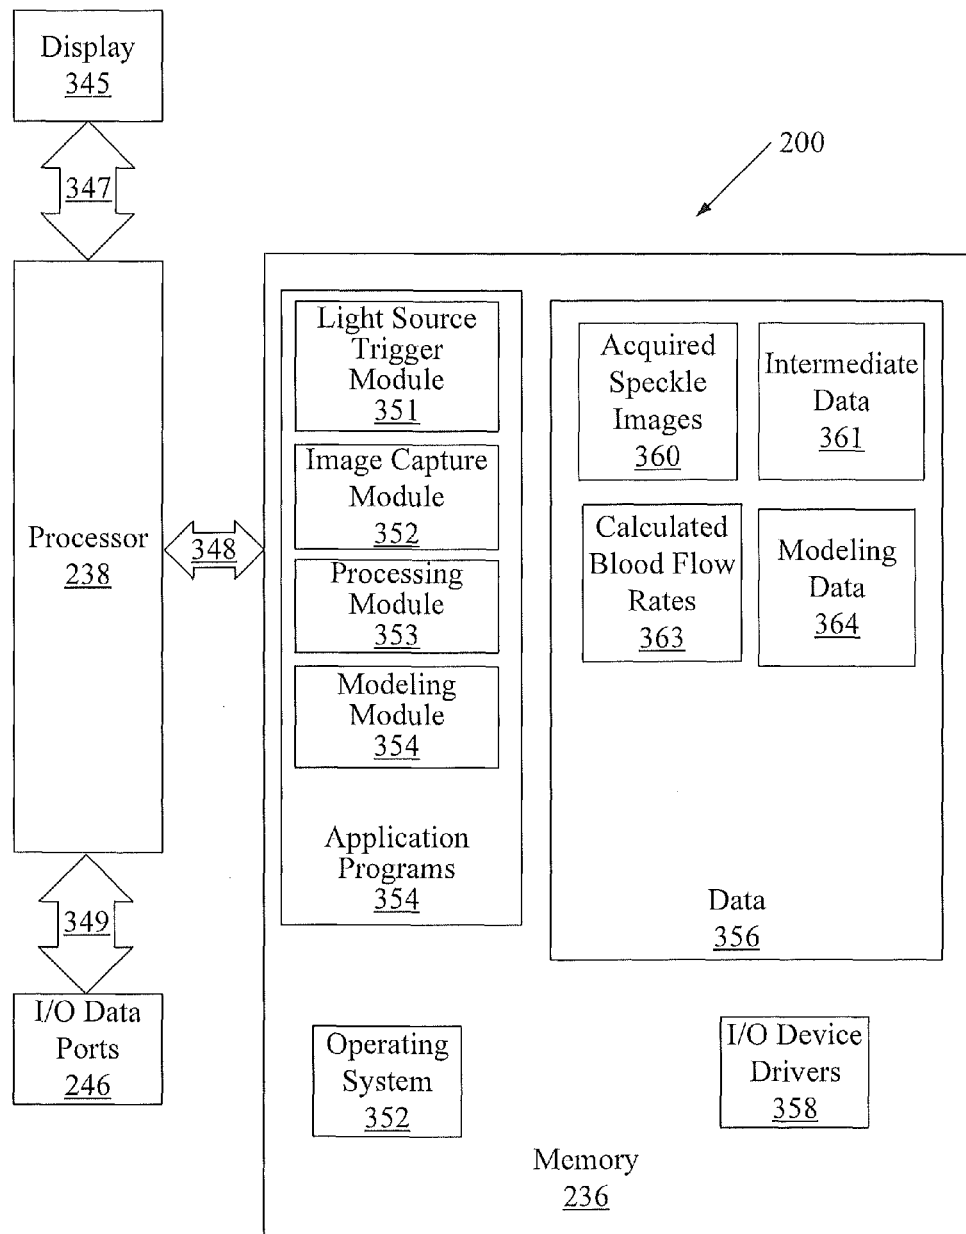 Display
345
347
200
Processor
238
348
349
I/O Data
Ports
246
Light Source
Trigger
Module
351
Image Capture
Module
352
Processing
Module
353
Modeling
Module
354
Application
Programs
354
Acquired
Speckle
Images
360
Intermediate
Data
361
Calculated
Blood Flow
Rates
363
Modeling
Data
364
Data
356
Operating
System
352
I/O Device
Drivers
358
Memory
236